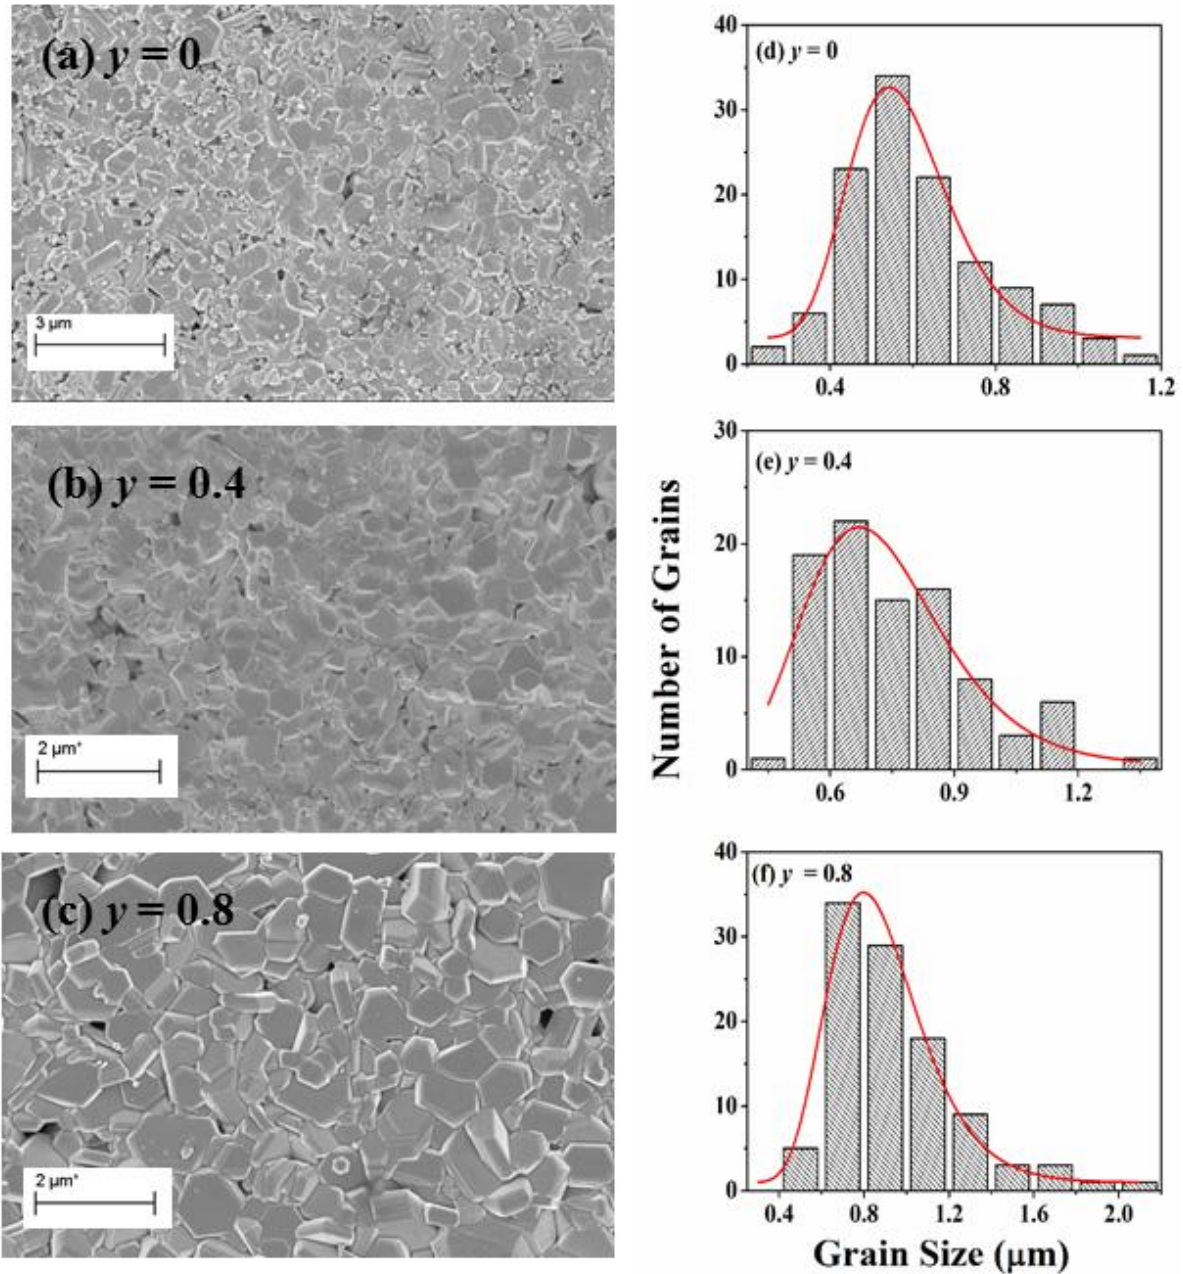 (a) y = 0
3 µm
(b) y = 0.4
2 µm*
(c) y = 0.8
2 µm*
Number of Grains
(d) y = 0
40
30
20
10
0
0.4 0.8 1.2
(e) y = 0.4
30
20
10
0
0.6 0.9 1.2
(f) y = 0.8
40
30
20
10
0
0.4 0.8 1.2 1.6 2.0
Grain Size (µm)